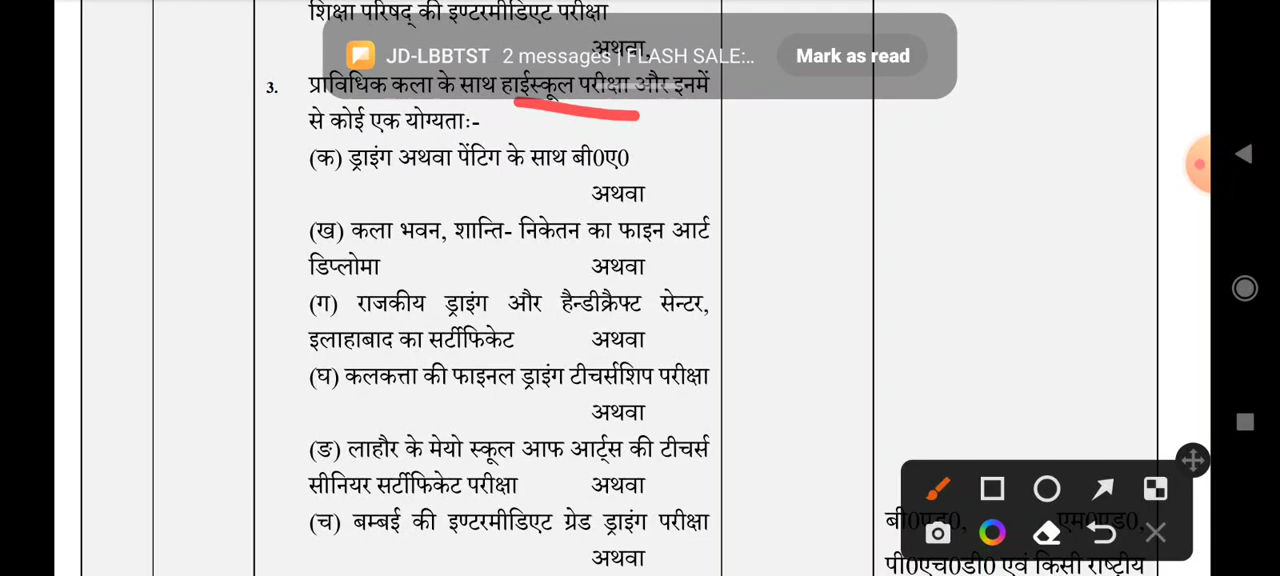 शिक्षा परिषद् की इण्टरमीडिएट परीक्षा
अथवा
JD-LBBTST 2 messages | FLASH SALE:... Mark as read
3. प्राविधिक कला के साथ हाईस्कूल परीक्षा और इनमें
से कोई एक योग्यताः-
(क) ड्राइंग अथवा पेंटिग के साथ बी0ए0
अथवा
(ख) कला भवन, शान्ति- निकेतन का फाइन आर्ट
डिप्लोमा अथवा
(ग) राजकीय ड्राइंग और हैन्डीक्रैफ्ट सेन्टर,
इलाहाबाद का सर्टीफिकेट अथवा
(घ) कलकत्ता की फाइनल ड्राइंग टीचर्सशिप परीक्षा
अथवा
(ङ) लाहौर के मेयो स्कूल आफ आर्ट्स की टीचर्स
सीनियर सर्टीफिकेट परीक्षा अथवा
(च) बम्बई की इण्टरमीडिएट ग्रेड ड्राइंग परीक्षा
अथवा
बी0एड0, एम0एड0,
पी0एच0डी0 एवं किसी राष्ट्रीय